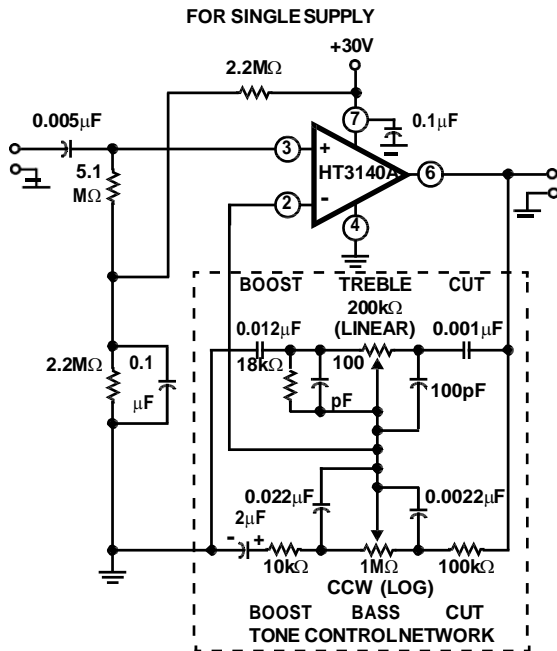 FOR SINGLE SUPPLY
+30V
2.2MΩ
0.005μF
7
0.1μF
3
+
HT3140A
6
5.1
MΩ
2
-
4
BOOST TREBLE CUT
200kΩ
(LINEAR)
0.012μF
0.001μF
18kΩ
100
pF
100pF
2.2MΩ
0.1
μF
0.022μF
0.0022μF
2μF
- +
10kΩ
1MΩ
100kΩ
CCW (LOG)
BOOST BASS CUT
TONE CONTROL NETWORK